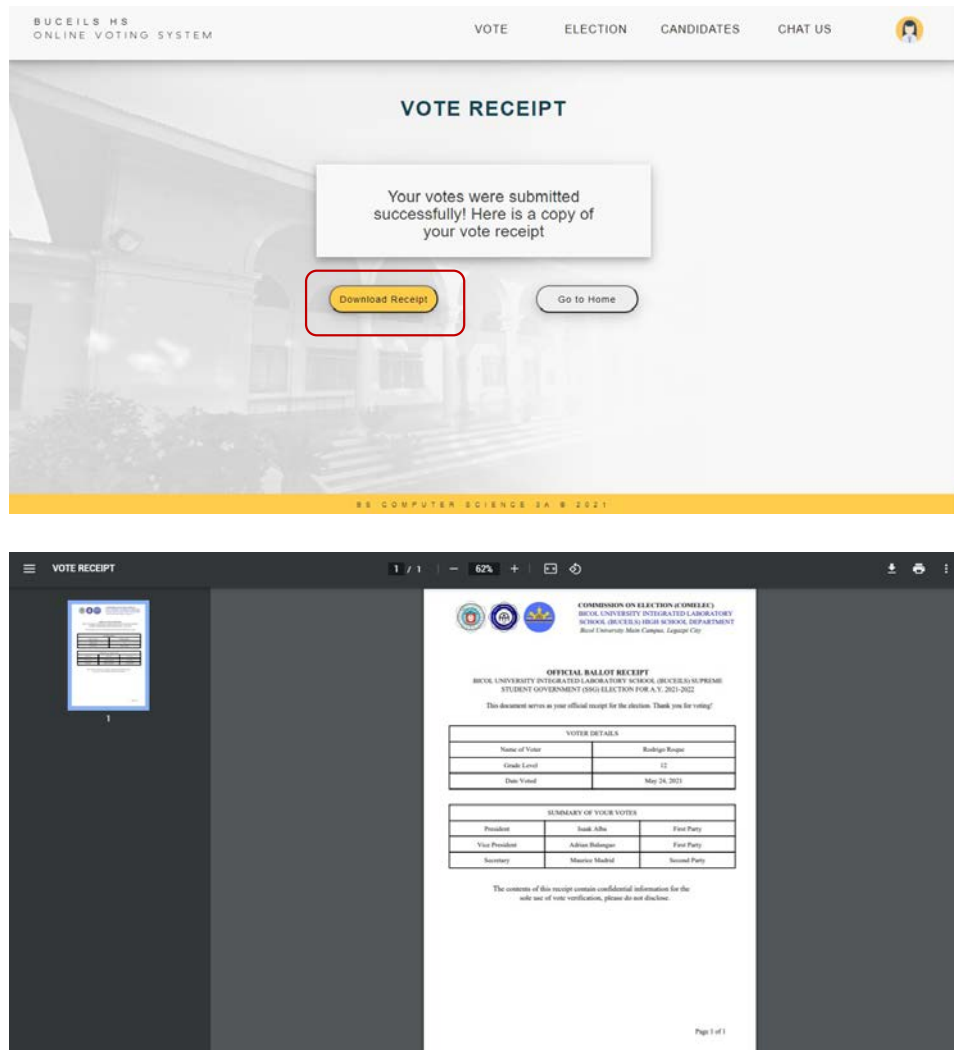 BUCEILS HS
ONLINE VOTING SYSTEM
VOTE ELECTION CANDIDATES CHAT US
VOTE RECEIPT
Your votes were submitted
successfully! Here is a copy of
your vote receipt
Download Receipt Go to Home
BS COMPUTER SCIENCE 3A © 2021
VOTE RECEIPT 1 / 1 62%
1
COMMISSION ON ELECTION (COMELEC)
BICOL UNIVERSITY INTEGRATED LABORATORY
SCHOOL (BUCEILS) HIGH SCHOOL DEPARTMENT
Bicol University Main Campus, Legazpi City
OFFICIAL BALLOT RECEIPT
BICOL UNIVERSITY INTEGRATED LABORATORY SCHOOL (BUCEILS) SUPREME
STUDENT GOVERNMENT (SSG) ELECTION FOR A.Y. 2021-2022
This document serves as your official receipt for the election. Thank you for voting!
VOTER DETAILS
Name of Voter Rodrigo Roque
Grade Level 12
Date Voted May 24, 2021
SUMMARY OF YOUR VOTES
President Isaak Alba First Party
Vice President Adrian Balangue First Party
Secretary Maurice Madrid Second Party
The contents of this receipt contain confidential information for the
sole use of vote verification, please do not disclose.
Page 1 of 1